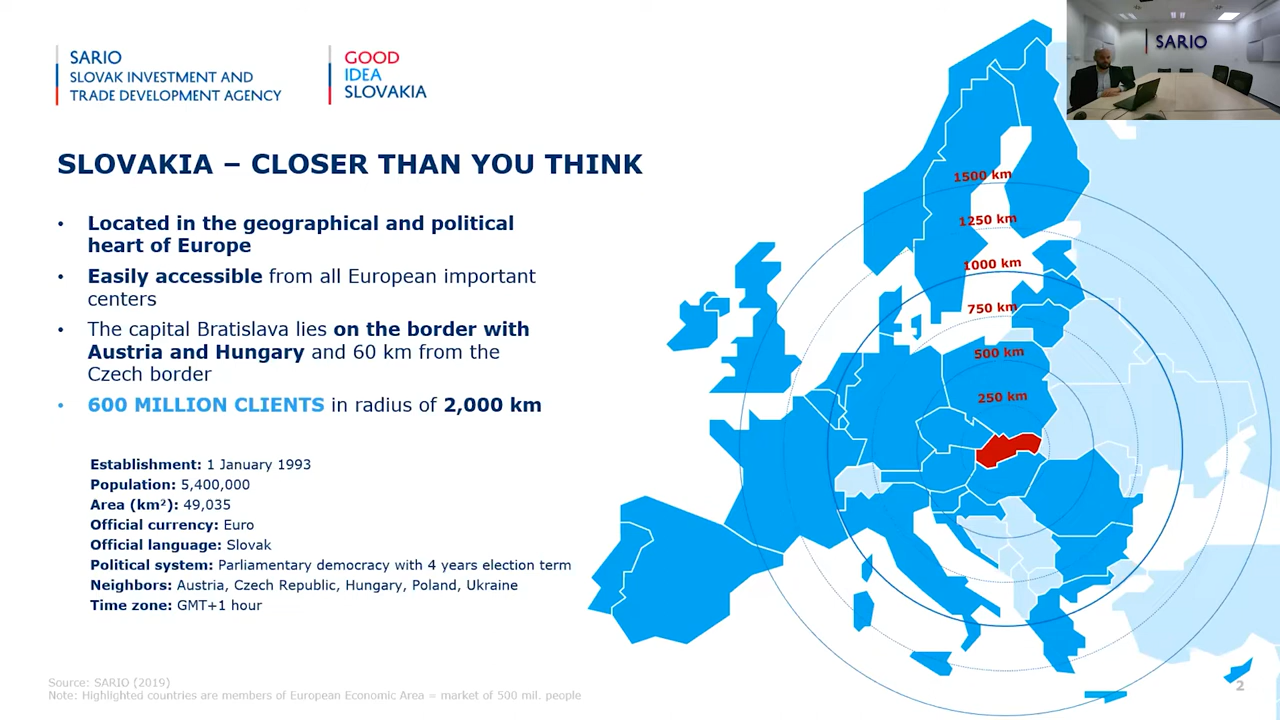 SARIO
SLOVAK INVESTMENT AND
TRADE DEVELOPMENT AGENCY
GOOD
IDEA
SLOVAKIA
SARIO
SLOVAKIA – CLOSER THAN YOU THINK
• Located in the geographical and political
heart of Europe
• Easily accessible from all European important
centers
• The capital Bratislava lies on the border with
Austria and Hungary and 60 km from the
Czech border
• 600 MILLION CLIENTS in radius of 2,000 km
Establishment: 1 January 1993
Population: 5,400,000
Area (km²): 49,035
Official currency: Euro
Official language: Slovak
Political system: Parliamentary democracy with 4 years election term
Neighbors: Austria, Czech Republic, Hungary, Poland, Ukraine
Time zone: GMT+1 hour
1500 km
1250 km
1000 km
750 km
500 km
250 km
Source: SARIO (2019)
Note: Highlighted countries are members of European Economic Area = market of 500 mil. people
2